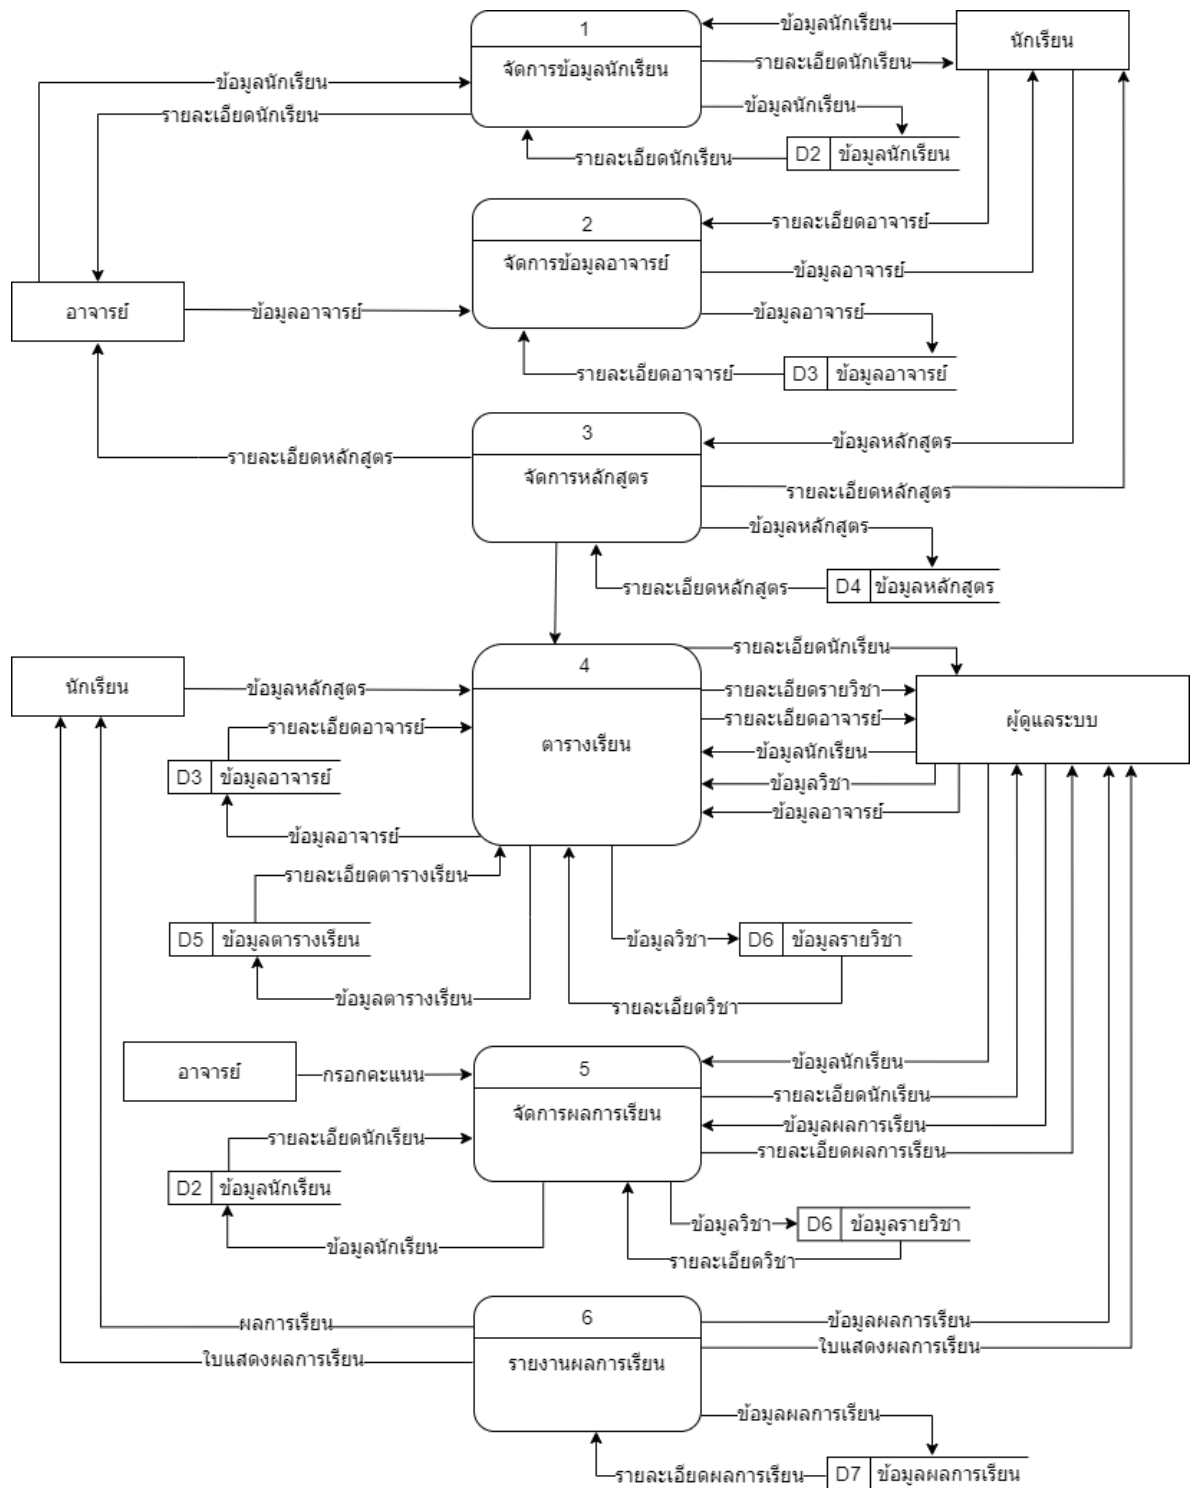 1
จัดการข้อมูลนักเรียน
ข้อมูลนักเรียน
นักเรียน
รายละเอียดนักเรียน
ข้อมูลนักเรียน
ข้อมูลนักเรียน
รายละเอียดนักเรียน
D2 ข้อมูลนักเรียน
รายละเอียดนักเรียน
2
จัดการข้อมูลอาจารย์
รายละเอียดอาจารย์
ข้อมูลอาจารย์
อาจารย์
ข้อมูลอาจารย์
ข้อมูลอาจารย์
รายละเอียดอาจารย์
D3 ข้อมูลอาจารย์
3
จัดการหลักสูตร
ข้อมูลหลักสูตร
รายละเอียดหลักสูตร
รายละเอียดหลักสูตร
ข้อมูลหลักสูตร
รายละเอียดหลักสูตร
D4 ข้อมูลหลักสูตร
4
ตารางเรียน
รายละเอียดนักเรียน
นักเรียน
ข้อมูลหลักสูตร
รายละเอียดรายวิชา
รายละเอียดอาจารย์
ผู้ดูแลระบบ
รายละเอียดอาจารย์
ข้อมูลนักเรียน
D3 ข้อมูลอาจารย์
ข้อมูลวิชา
ข้อมูลอาจารย์
ข้อมูลอาจารย์
รายละเอียดตารางเรียน
D5 ข้อมูลตารางเรียน
ข้อมูลวิชา
D6 ข้อมูลรายวิชา
ข้อมูลตารางเรียน
รายละเอียดวิชา
อาจารย์
กรอกคะแนน
5
จัดการผลการเรียน
ข้อมูลนักเรียน
รายละเอียดนักเรียน
ข้อมูลผลการเรียน
รายละเอียดผลการเรียน
รายละเอียดนักเรียน
D2 ข้อมูลนักเรียน
ข้อมูลนักเรียน
ข้อมูลวิชา
D6 ข้อมูลรายวิชา
รายละเอียดวิชา
6
รายงานผลการเรียน
ผลการเรียน
ใบแสดงผลการเรียน
ข้อมูลผลการเรียน
ใบแสดงผลการเรียน
ข้อมูลผลการเรียน
รายละเอียดผลการเรียน
D7 ข้อมูลผลการเรียน